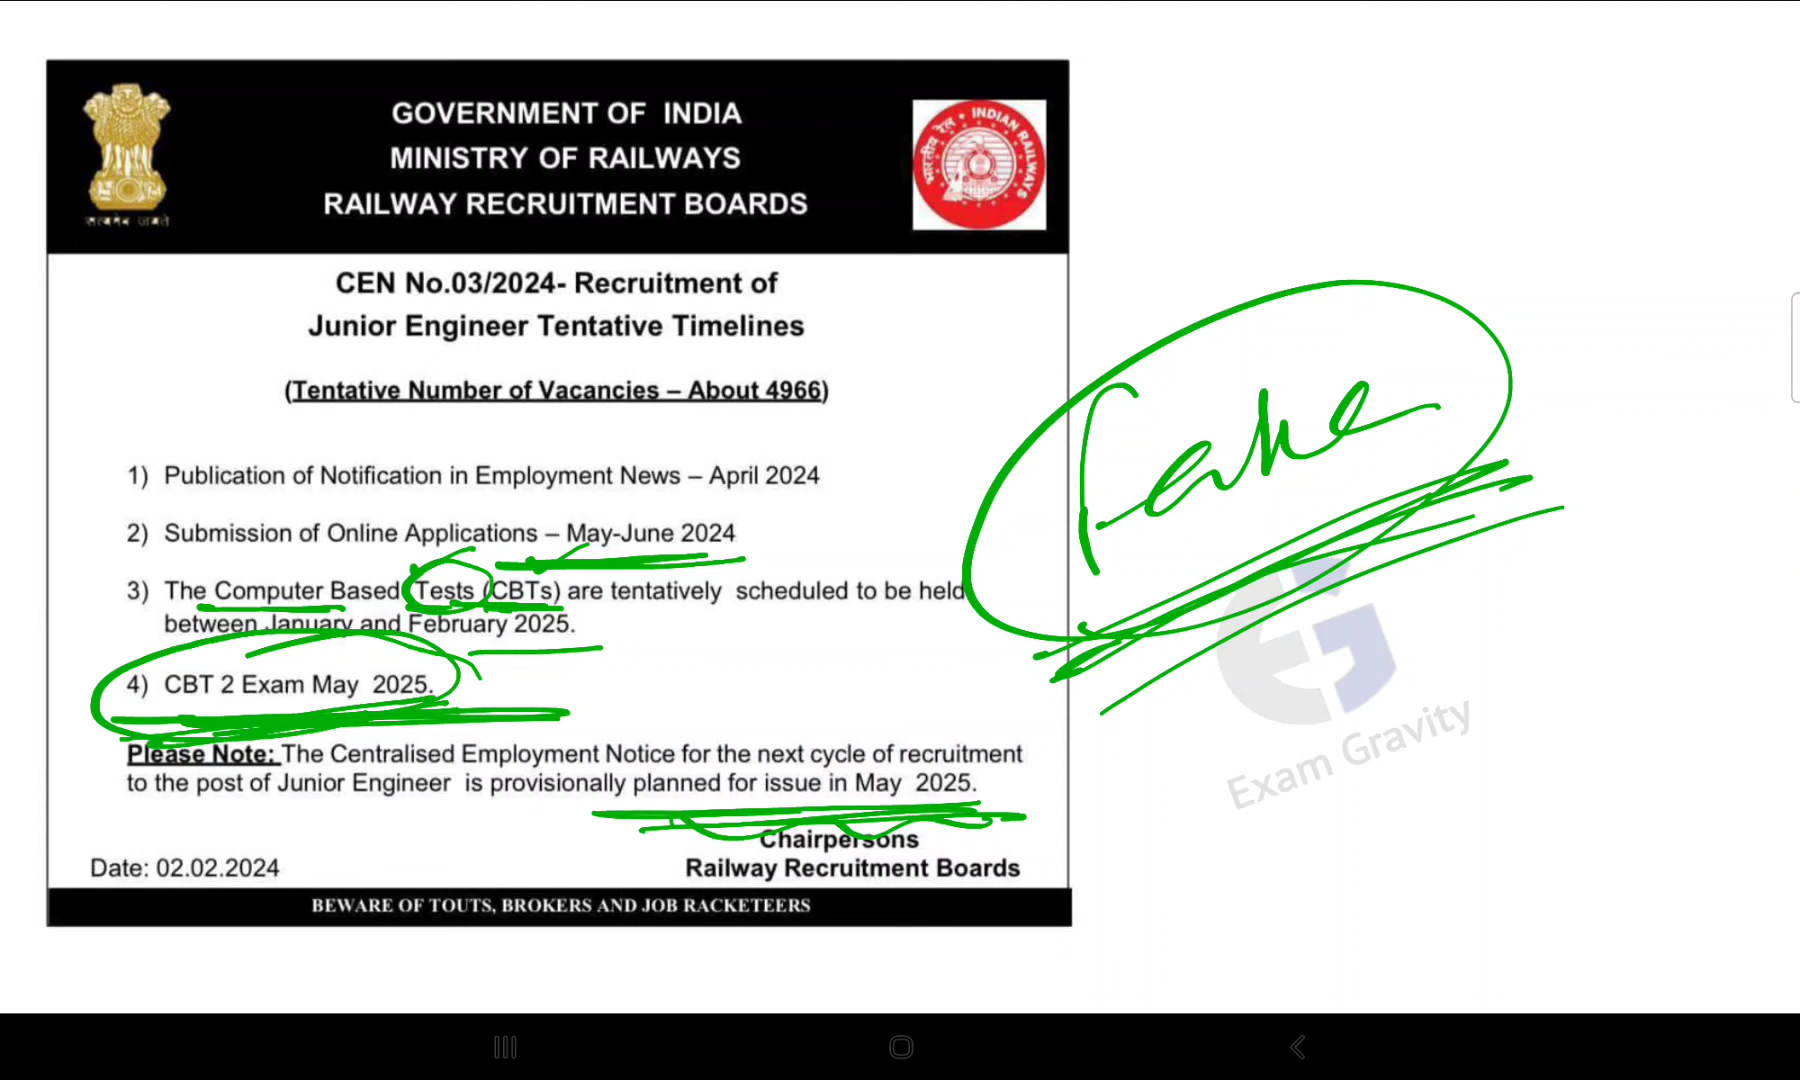 GOVERNMENT OF INDIA
MINISTRY OF RAILWAYS
RAILWAY RECRUITMENT BOARDS
सत्यमेव जयते
भारतीय रेल • INDIAN RAILWAYS
CEN No.03/2024- Recruitment of
Junior Engineer Tentative Timelines
(Tentative Number of Vacancies – About 4966)
1) Publication of Notification in Employment News – April 2024
2) Submission of Online Applications – May-June 2024
3) The Computer Based Tests (CBTs) are tentatively scheduled to be held
between January and February 2025.
4) CBT 2 Exam May 2025.
Please Note: The Centralised Employment Notice for the next cycle of recruitment
to the post of Junior Engineer is provisionally planned for issue in May 2025.
Chairpersons
Date: 02.02.2024 Railway Recruitment Boards
BEWARE OF TOUTS, BROKERS AND JOB RACKETEERS
Fake
Exam Gravity